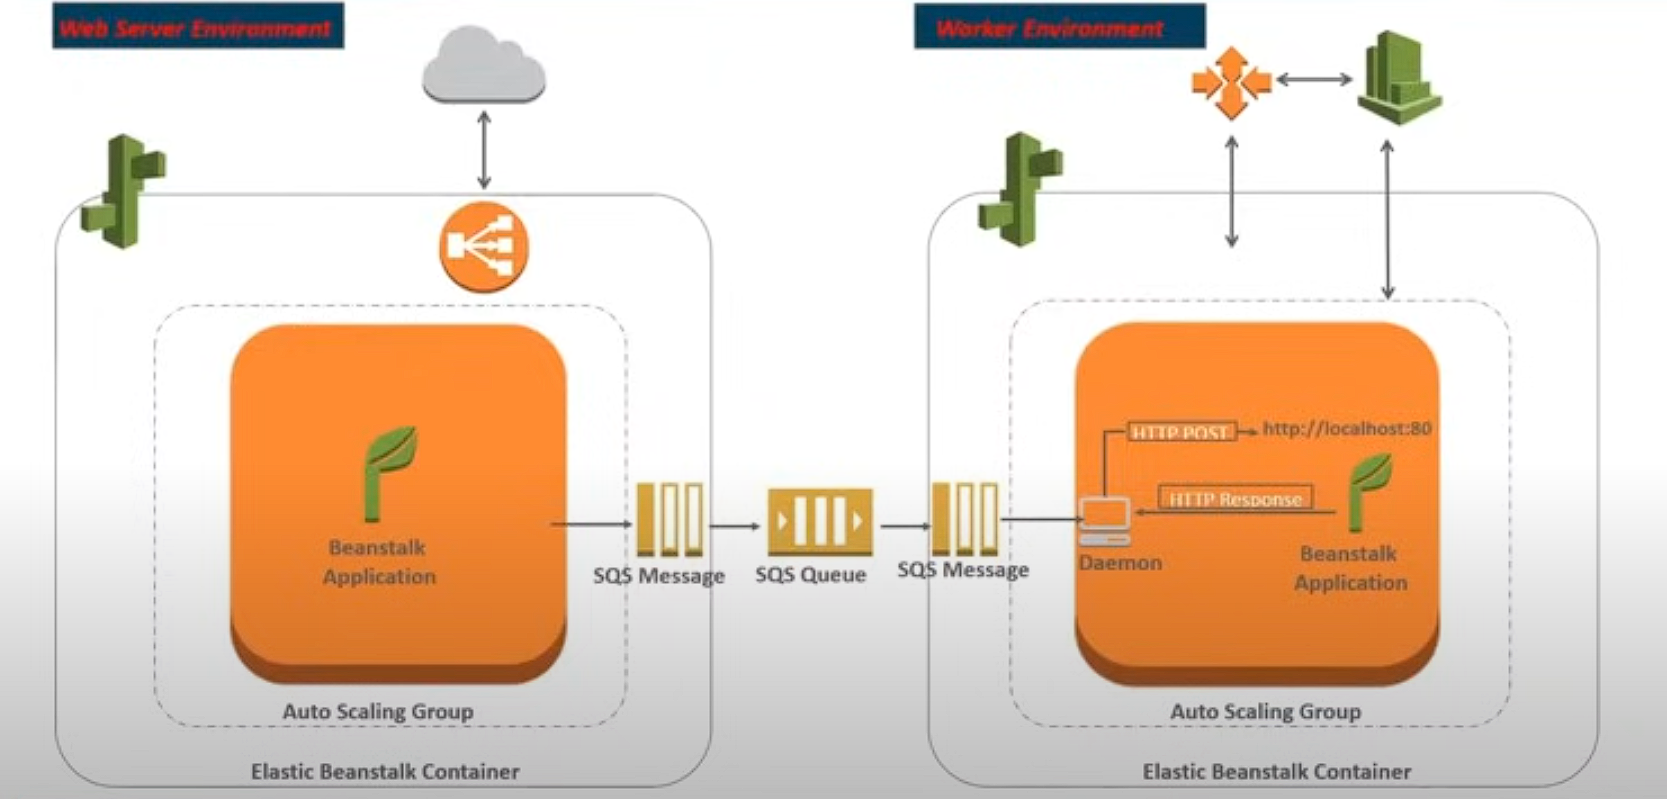 Web Server Environment
Worker Environment
HTTP POST
http://localhost:80
HTTP Response
Beanstalk
Application
SQS Message
SQS Queue
SQS Message
Daemon
Beanstalk
Application
Auto Scaling Group
Auto Scaling Group
Elastic Beanstalk Container
Elastic Beanstalk Container